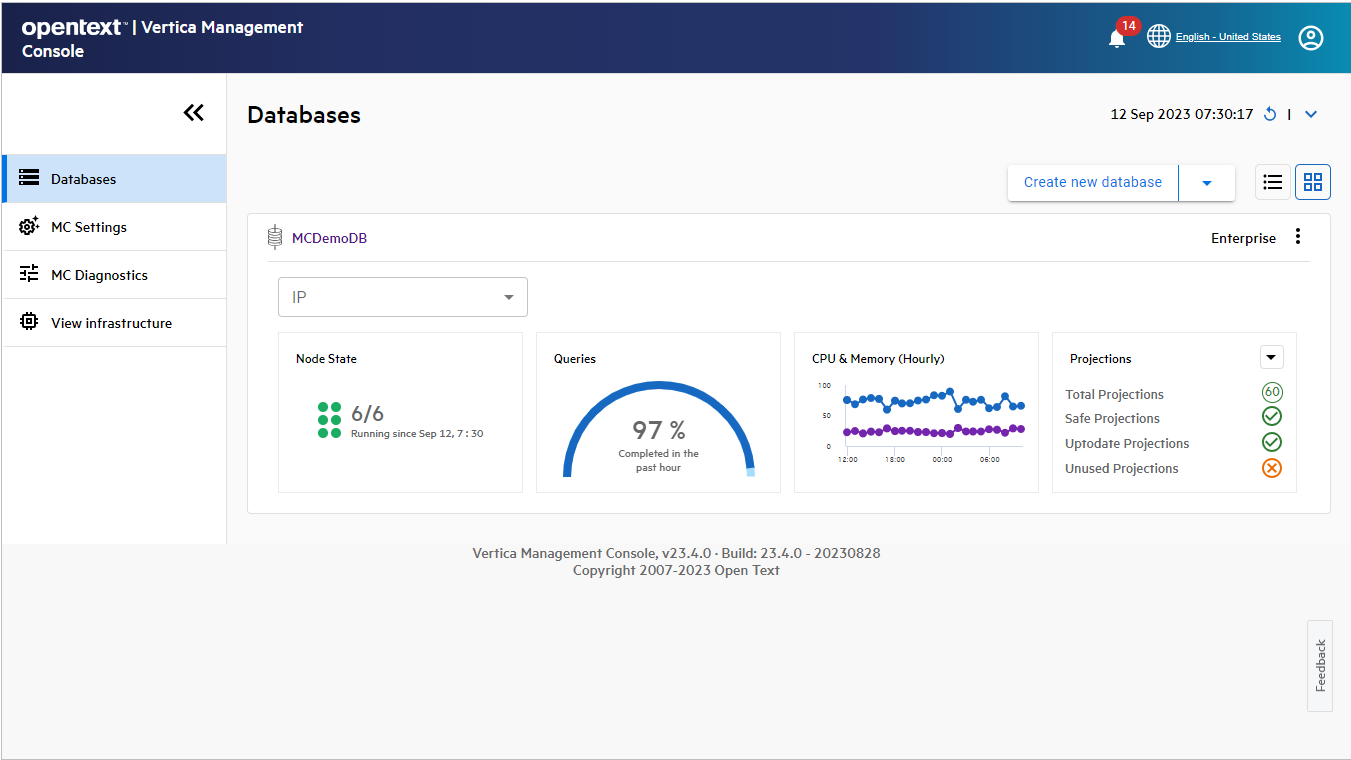 opentext™ | Vertica Management
Console
14
English - United States
Databases
12 Sep 2023 07:30:17
Databases
MC Settings
MC Diagnostics
View infrastructure
Create new database
MCDemoDB
Enterprise
IP
Node State
6/6
Running since Sep 12, 7 : 30
Queries
97 %
Completed in the
past hour
CPU & Memory (Hourly)
100
50
0
12:00 18:00 00:00 06:00
Projections
Total Projections 60
Safe Projections
Uptodate Projections
Unused Projections
Vertica Management Console, v23.4.0 · Build: 23.4.0 - 20230828
Copyright 2007-2023 Open Text
Feedback